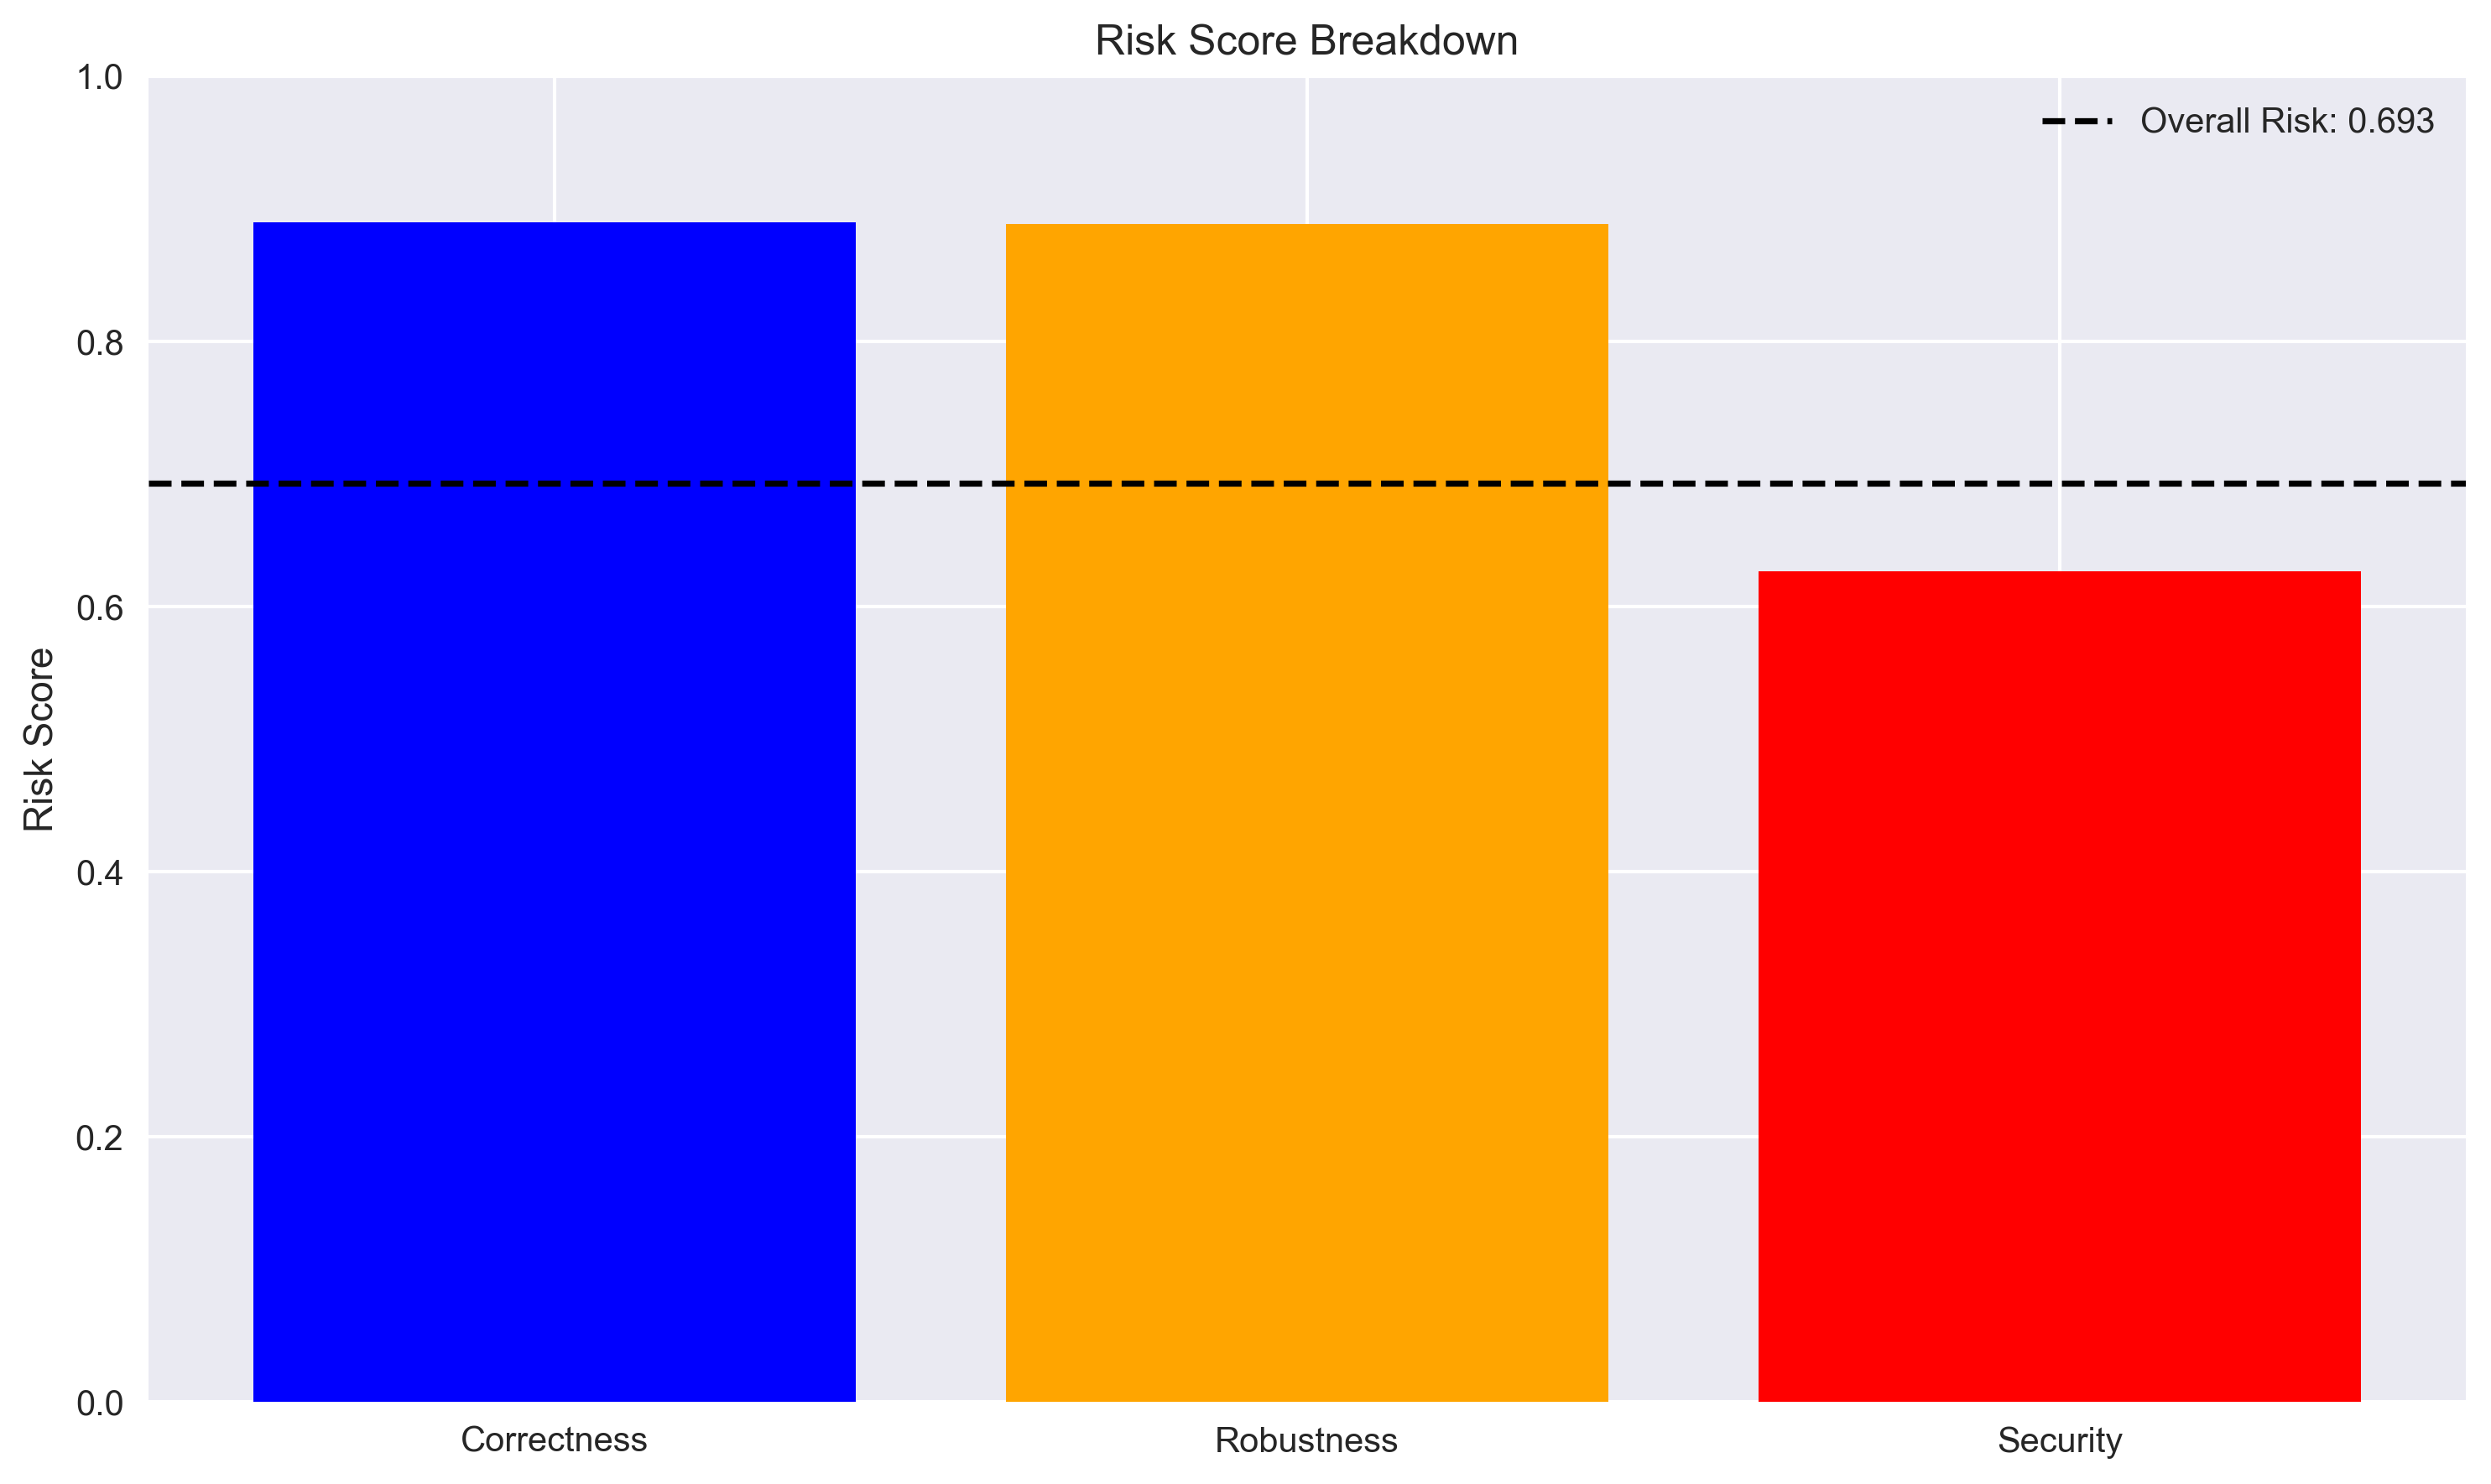 Risk Score Breakdown
Overall Risk: 0.693
1.0
0.8
0.6
0.4
0.2
0.0
Risk Score
Correctness
Robustness
Security